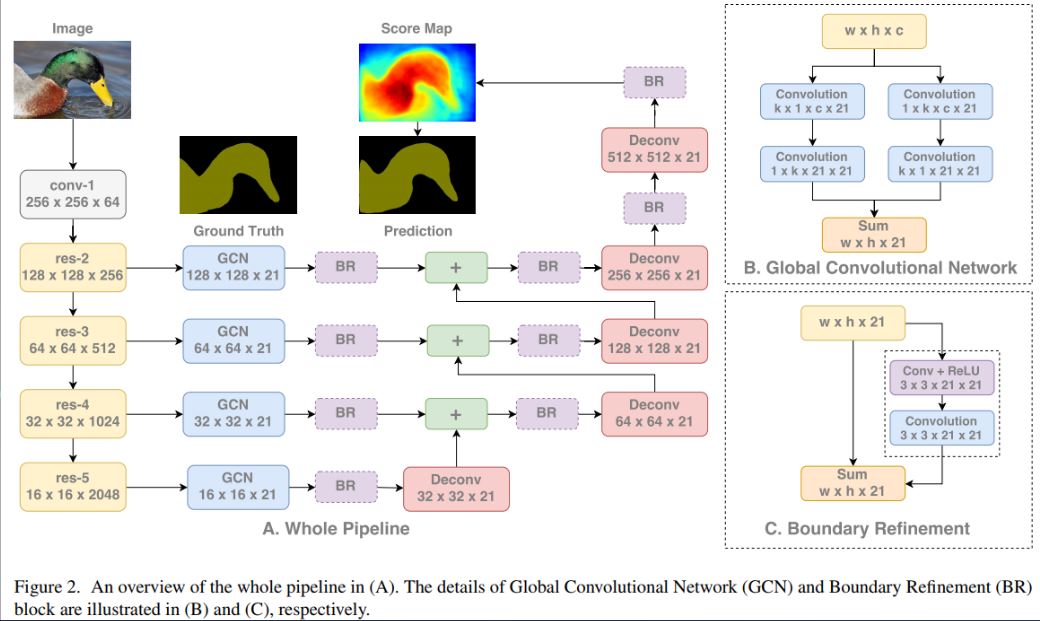 Image
Score Map
conv-1
256 x 256 x 64
Ground Truth
Prediction
BR
Deconv
512 x 512 x 21
BR
res-2
128 x 128 x 256
GCN
128 x 128 x 21
BR
+
BR
Deconv
256 x 256 x 21
res-3
64 x 64 x 512
GCN
64 x 64 x 21
BR
+
BR
Deconv
128 x 128 x 21
res-4
32 x 32 x 1024
GCN
32 x 32 x 21
BR
+
BR
Deconv
64 x 64 x 21
res-5
16 x 16 x 2048
GCN
16 x 16 x 21
BR
Deconv
32 x 32 x 21
A. Whole Pipeline
w x h x c
Convolution
k x 1 x c x 21
Convolution
1 x k x c x 21
Convolution
1 x k x 21 x 21
Convolution
k x 1 x 21 x 21
Sum
w x h x 21
B. Global Convolutional Network
w x h x 21
Conv + ReLU
3 x 3 x 21 x 21
Convolution
3 x 3 x 21 x 21
Sum
w x h x 21
C. Boundary Refinement
Figure 2. An overview of the whole pipeline in (A). The details of Global Convolutional Network (GCN) and Boundary Refinement (BR)
block are illustrated in (B) and (C), respectively.